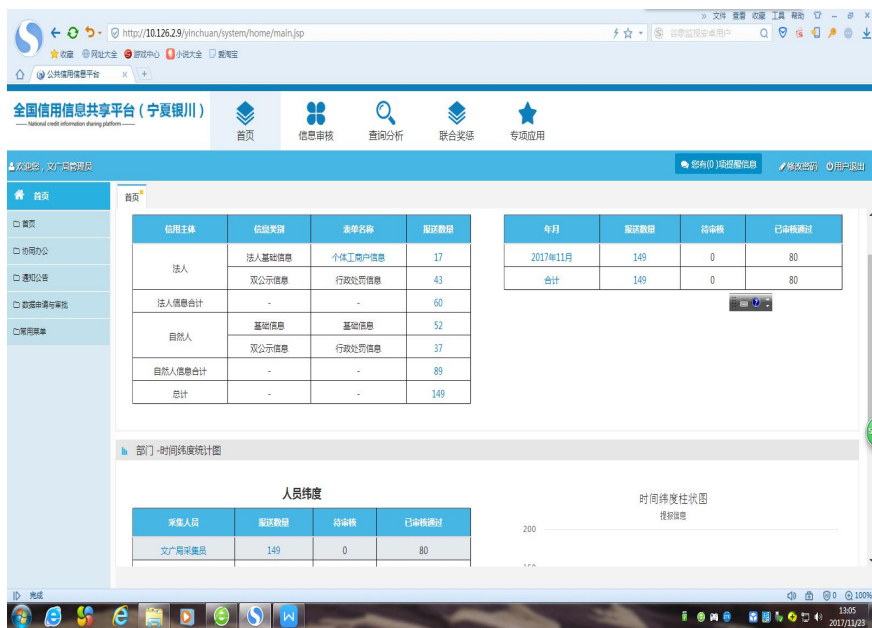 » 文件 查看 收藏 工具 帮助
http://10.126.2.9/yinchuan/system/home/main.jsp
收藏 网址大全 游戏中心 小说大全 爱淘宝
公共信用信息平台
全国信用信息共享平台（宁夏银川）
National credit information sharing platform
首页 信息审核 查询分析 联合奖惩 专项应用
欢迎您，文广局管理员 您有(0 )项提醒信息 修改密码 用户退出
首页 首页
首页
协同办公
通知公告
数据申请与审批
常用菜单
信用主体 信息类别 表单名称 报送数量
法人 法人基础信息 个体工商户信息 17
双公示信息 行政处罚信息 43
法人信息合计 - - 60
自然人 基础信息 基础信息 52
双公示信息 行政处罚信息 37
自然人信息合计 - - 89
总计 - - 149
年月 报送数量 待审核 已审核通过
2017年11月 149 0 80
合计 149 0 80
部门 -时间纬度统计图
人员纬度
采集人员 报送数量 待审核 已审核通过
文广局采集员 149 0 80
时间纬度柱状图
提报信息
200
完成
0 100%
13:05
2017/11/23